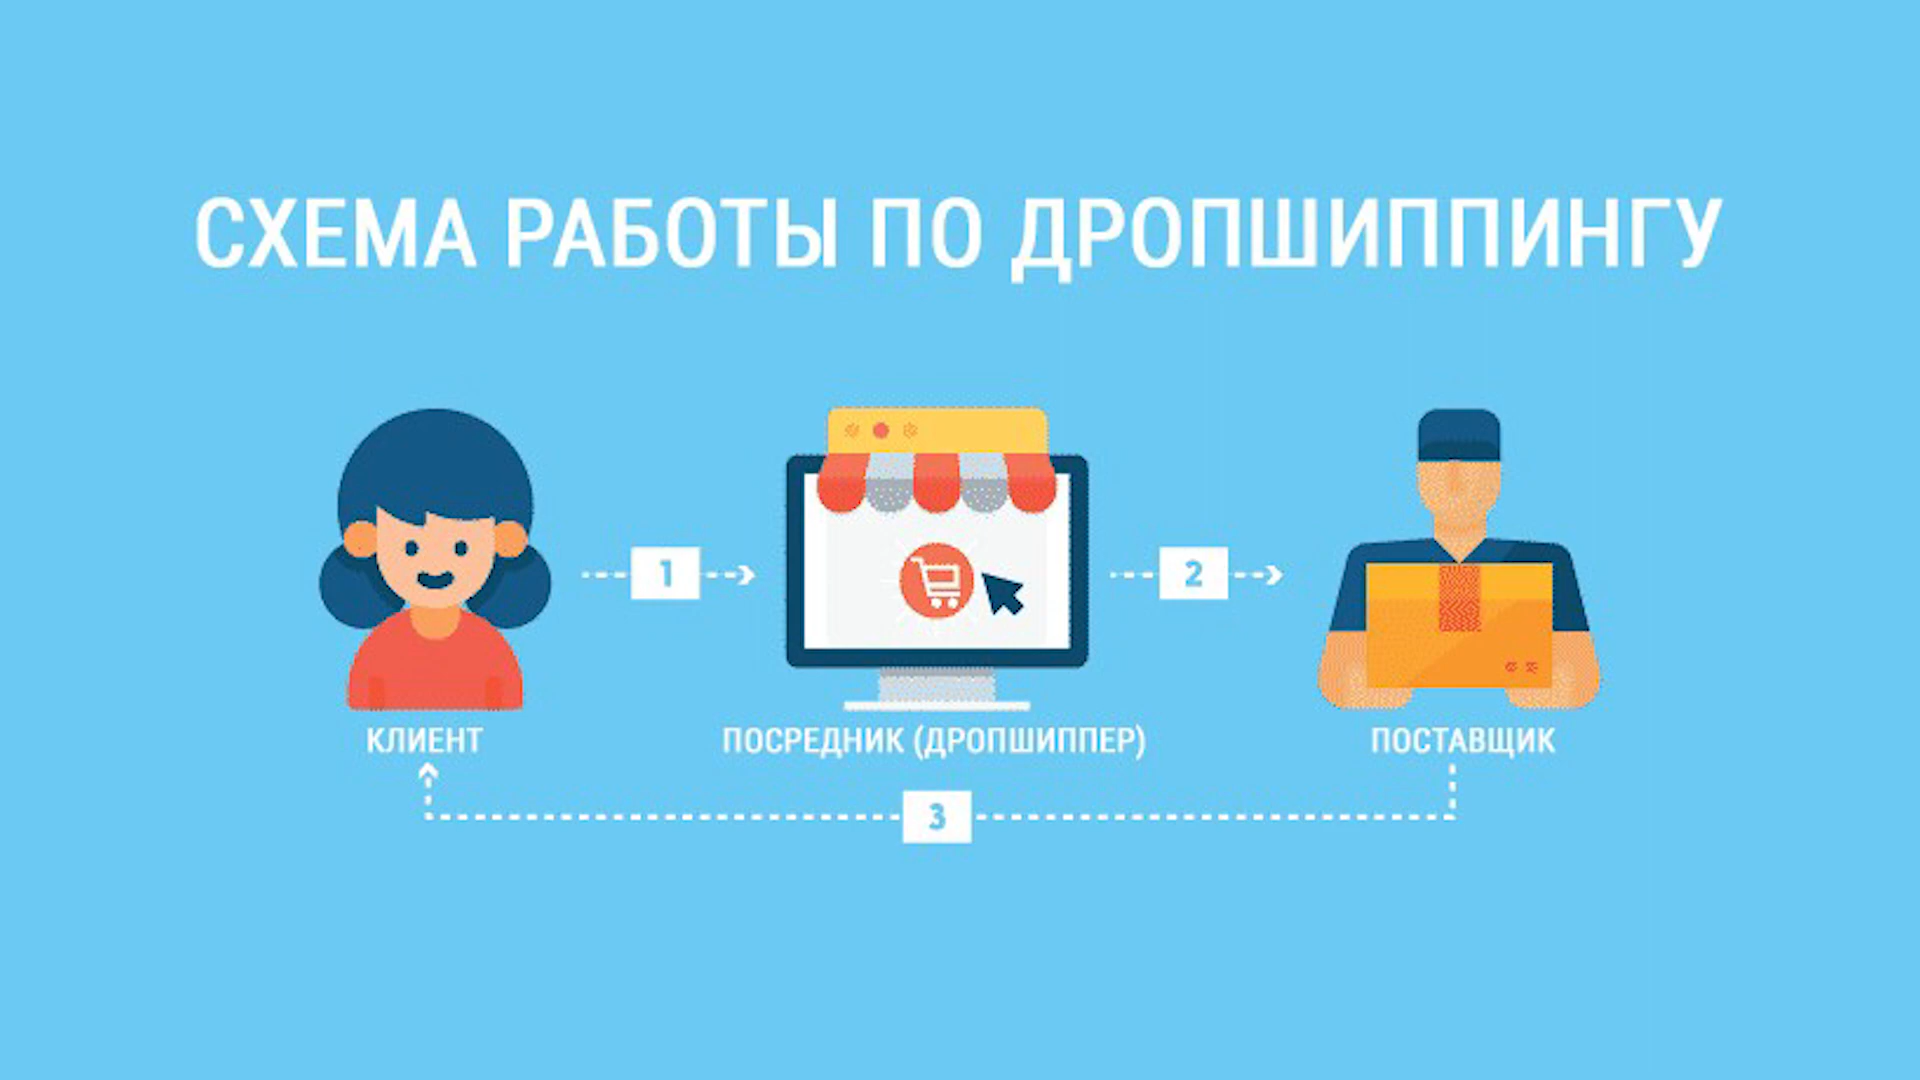 СХЕМА РАБОТЫ ПО ДРОПШИППИНГУ
1
2
КЛИЕНТ
ПОСРЕДНИК (ДРОПШИППЕР)
ПОСТАВЩИК
3